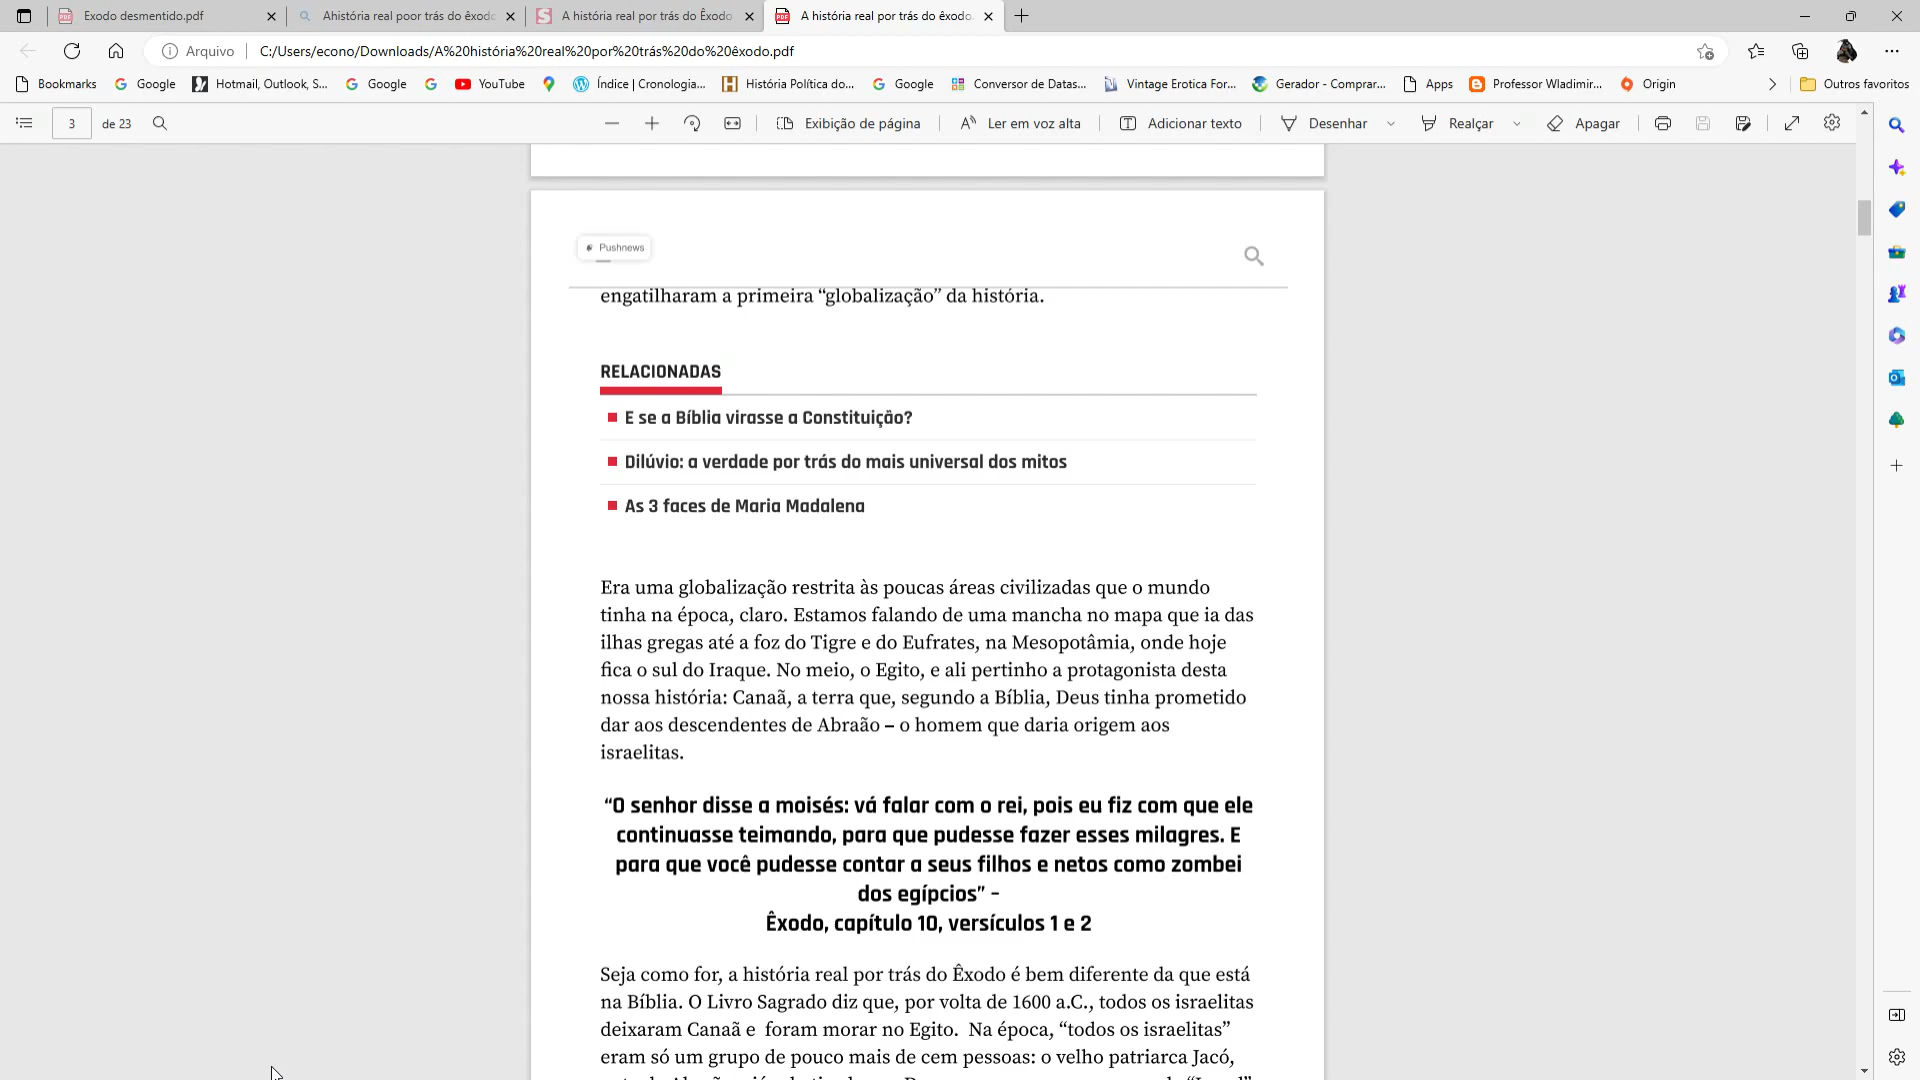 Exodo desmentido.pdf
Ahistória real poor trás do êxodo
A história real por trás do Êxodo
A história real por trás do êxodo.
Arquivo
C:/Users/econo/Downloads/A%20história%20real%20por%20trás%20do%20êxodo.pdf
Bookmarks
Google
Hotmail, Outlook, S...
Google
YouTube
Índice | Cronologia...
História Política do...
Google
Conversor de Datas...
Vintage Erotica For...
Gerador - Comprar...
Apps
Professor Wladimir...
Origin
Outros favoritos
3
de 23
Exibição de página
Ler em voz alta
Adicionar texto
Desenhar
Realçar
Apagar
Pushnews
engatilharam a primeira “globalização” da história.
RELACIONADAS
E se a Bíblia virasse a Constituição?
Dilúvio: a verdade por trás do mais universal dos mitos
As 3 faces de Maria Madalena
Era uma globalização restrita às poucas áreas civilizadas que o mundo
tinha na época, claro. Estamos falando de uma mancha no mapa que ia das
ilhas gregas até a foz do Tigre e do Eufrates, na Mesopotâmia, onde hoje
fica o sul do Iraque. No meio, o Egito, e ali pertinho a protagonista desta
nossa história: Canaã, a terra que, segundo a Bíblia, Deus tinha prometido
dar aos descendentes de Abraão – o homem que daria origem aos
israelitas.
“O senhor disse a moisés: vá falar com o rei, pois eu fiz com que ele
continuasse teimando, para que pudesse fazer esses milagres. E
para que você pudesse contar a seus filhos e netos como zombei
dos egípcios” –
Êxodo, capítulo 10, versículos 1 e 2
Seja como for, a história real por trás do Êxodo é bem diferente da que está
na Bíblia. O Livro Sagrado diz que, por volta de 1600 a.C., todos os israelitas
deixaram Canaã e foram morar no Egito. Na época, “todos os israelitas”
eram só um grupo de pouco mais de cem pessoas: o velho patriarca Jacó,